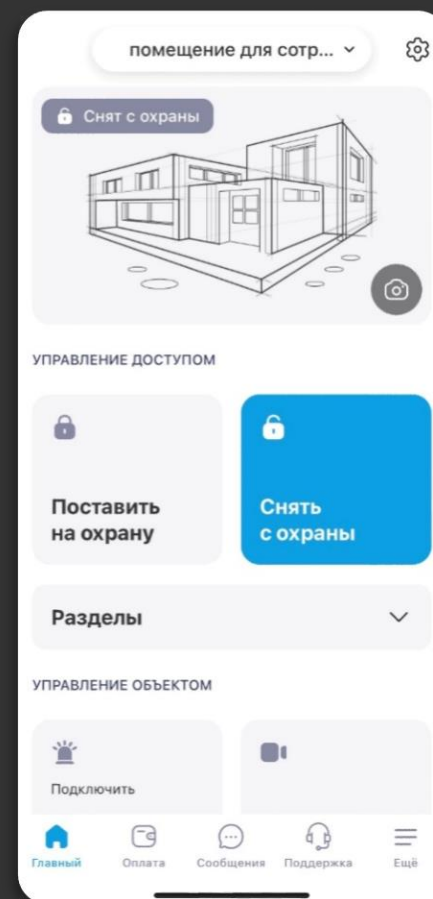 помещение для сотр...
Снят с охраны
УПРАВЛЕНИЕ ДОСТУПОМ
Поставить
на охрану
Снять
с охраны
Разделы
УПРАВЛЕНИЕ ОБЪЕКТОМ
Подключить
Главный
Оплата
Сообщения
Поддержка
Ещё